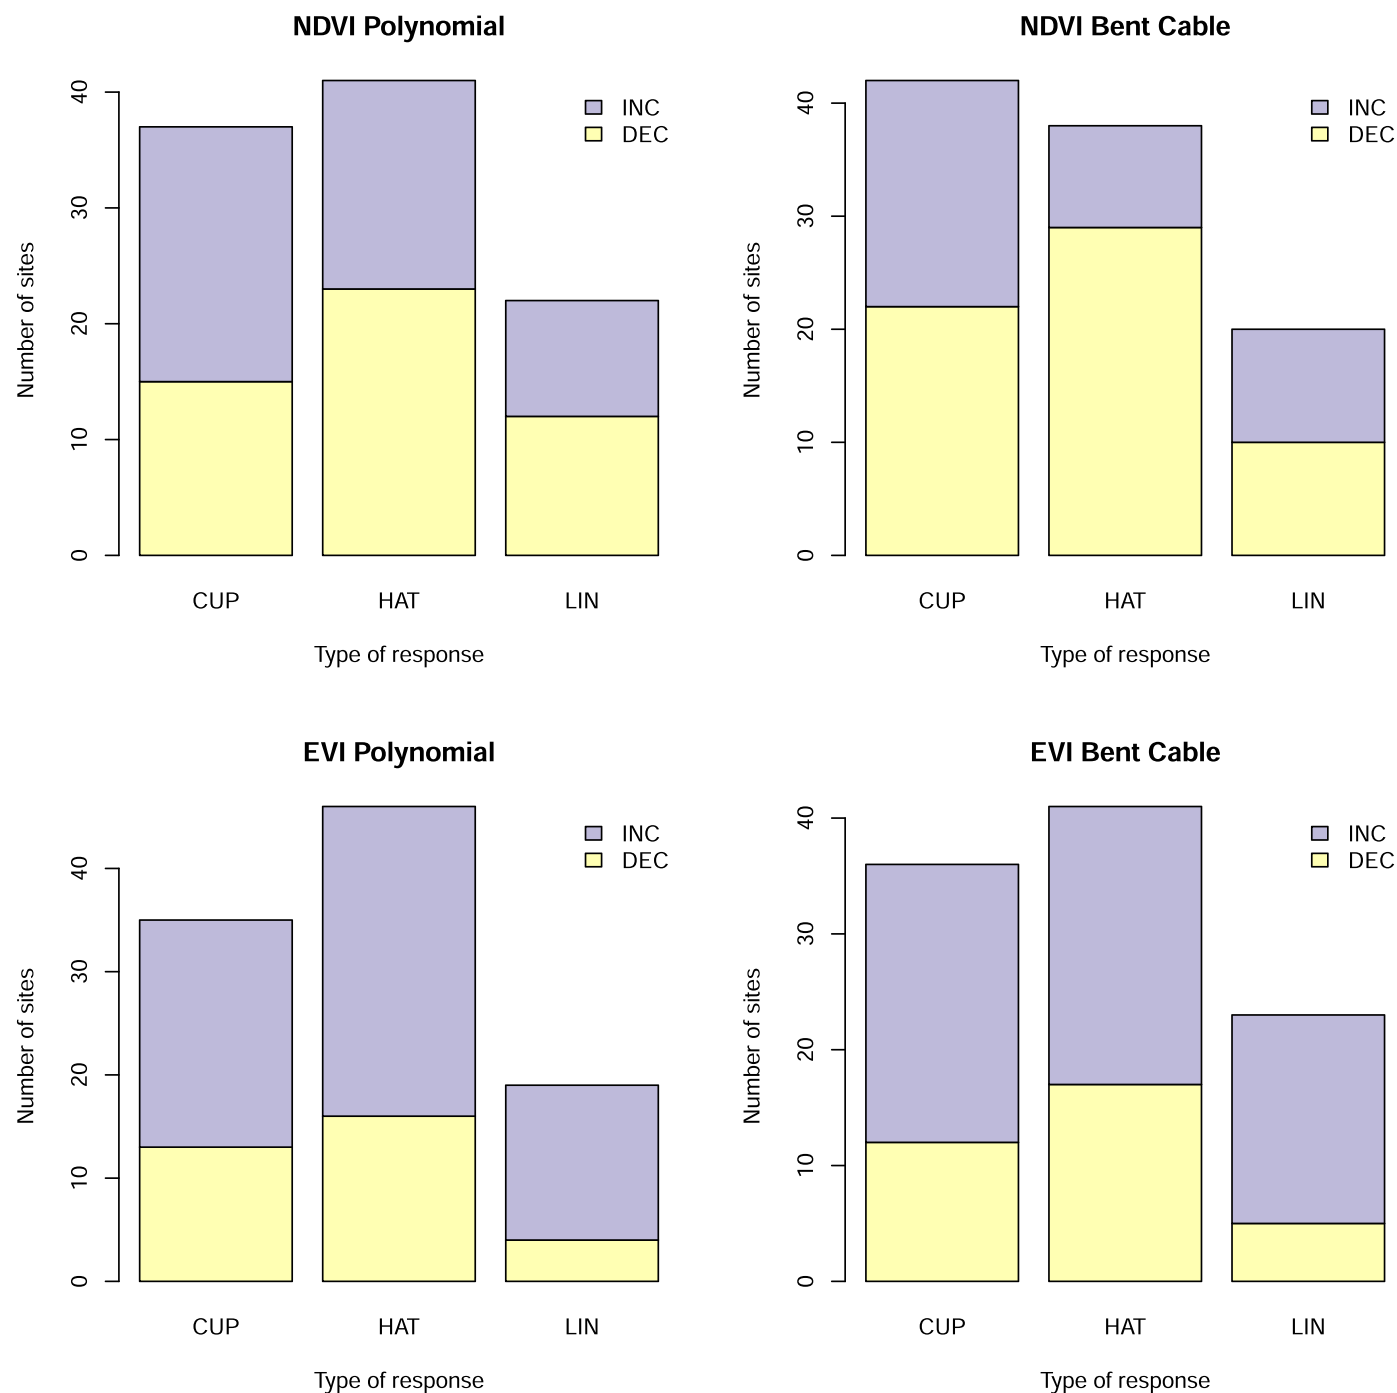 NDVI Polynomial
Number of sites
40
30
20
10
0
INC
DEC
CUP HAT LIN
Type of response
NDVI Bent Cable
Number of sites
40
30
20
10
0
INC
DEC
CUP HAT LIN
Type of response
EVI Polynomial
Number of sites
40
30
20
10
0
INC
DEC
CUP HAT LIN
Type of response
EVI Bent Cable
Number of sites
40
30
20
10
0
INC
DEC
CUP HAT LIN
Type of response